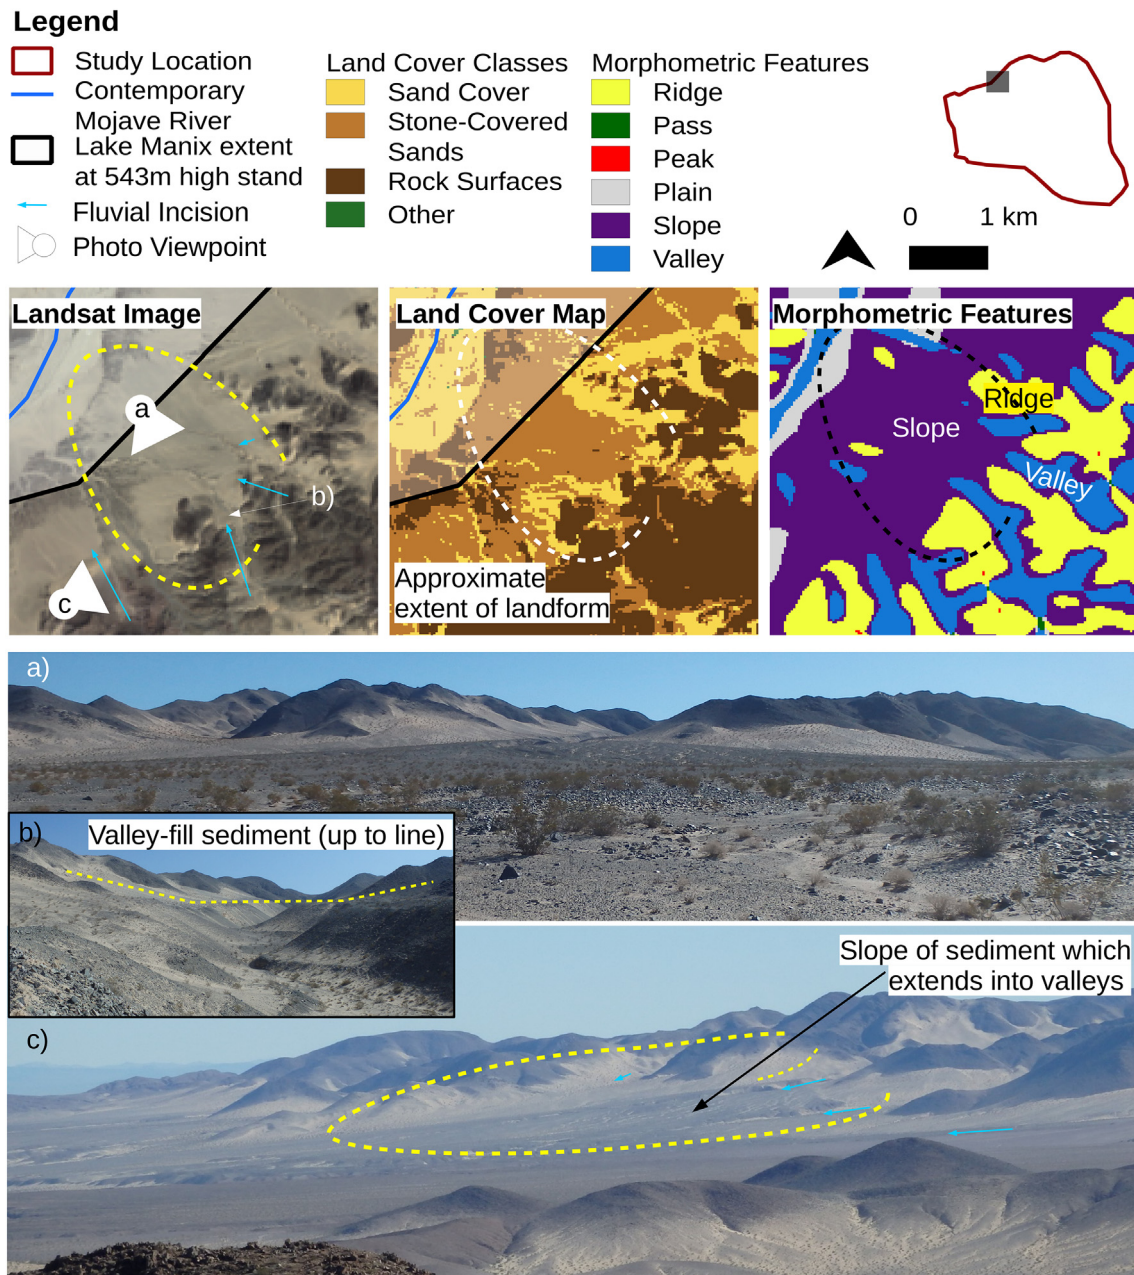 Legend
Study Location
Contemporary
Mojave River
Lake Manix extent
at 543m high stand
Fluvial Incision
Photo Viewpoint
Land Cover Classes
Sand Cover
Stone-Covered
Sands
Rock Surfaces
Other
Morphometric Features
Ridge
Pass
Peak
Plain
Slope
Valley
0 1 km
Landsat Image
a
b)
c
Land Cover Map
Approximate
extent of landform
Morphometric Features
Ridge
Slope
Valley
a)
b)
Valley-fill sediment (up to line)
Slope of sediment which
extends into valleys
c)